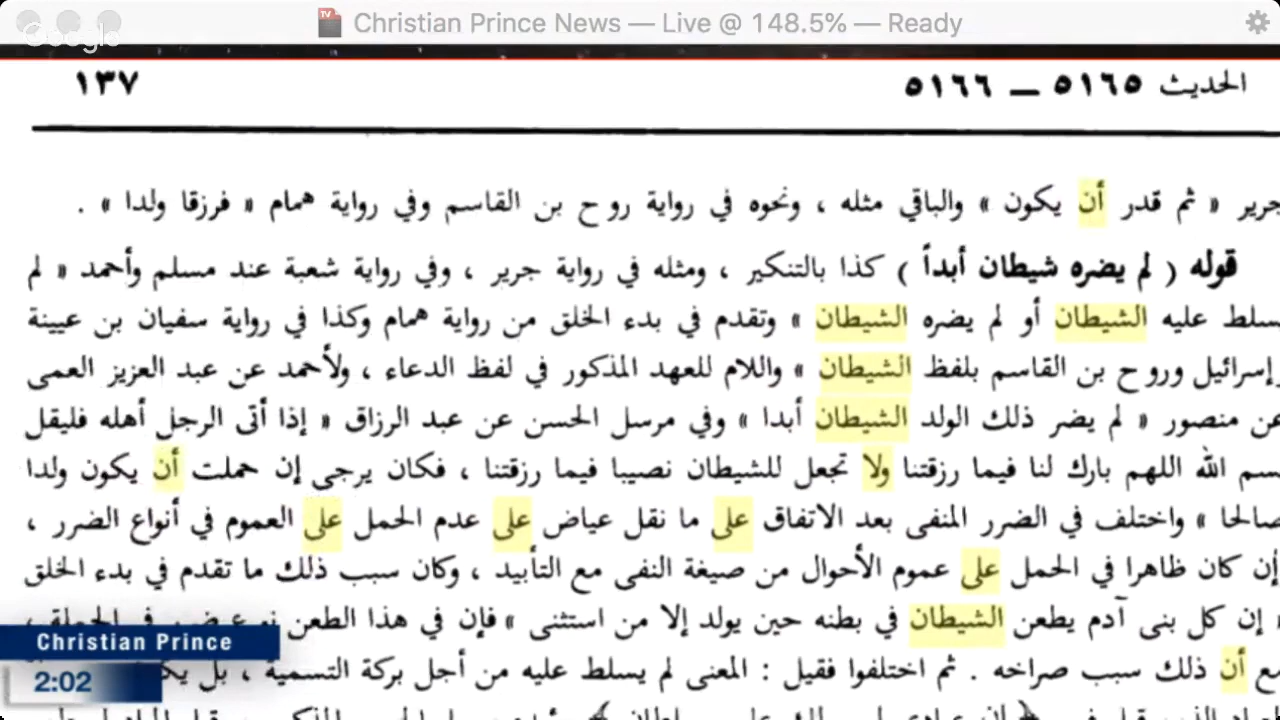 Google
Christian Prince News — Live @ 148.5% — Ready
الحديث ٥١٦٥ — ٥١٦٦
١٣٧
جرير « ثم قدر أن يكون » والباقي مثله ، ونحوه في رواية روح بن القاسم وفي رواية همام « فرزقا ولدا » .
قوله ( لم يضره شيطان أبداً ) كذا بالتنكير ، ومثله في رواية جرير ، وفي رواية شعبة عند مسلم وأحمد « لم
يسلط عليه الشيطان أو لم يضره الشيطان » وتقدم في بدء الخلق من رواية همام وكذا في رواية سفيان بن عيينة
وإسرائيل وروح بن القاسم بلفظ الشيطان » واللام للعهد المذكور في لفظ الدعاء ، ولأحمد عن عبد العزيز العمى
عن منصور « لم يضر ذلك الولد الشيطان أبدا » وفي مرسل الحسن عن عبد الرزاق « إذا أتى الرجل أهله فليقل
بسم الله اللهم بارك لنا فيما رزقتنا ولا تجعل للشيطان نصيبا فيما رزقتنا ، فكان يرجى إن حملت أن يكون ولدا
صالحا » واختلف في الضرر المنفى بعد الاتفاق على ما نقل عياض على عدم الحمل على العموم في أنواع الضرر ،
إن كان ظاهرا في الحمل على عموم الأحوال من صيغة النفى مع التأبيد ، وكان سبب ذلك ما تقدم في بدء الخلق
« إن كل بنى آدم يطعن الشيطان في بطنه حين يولد إلا من استثنى » فإن في هذا الطعن
مع أن ذلك سبب صراخه . ثم اختلفوا فقيل : المعنى لم يسلط عليه من أجل بركة التسمية ، بل
Christian Prince
2:02